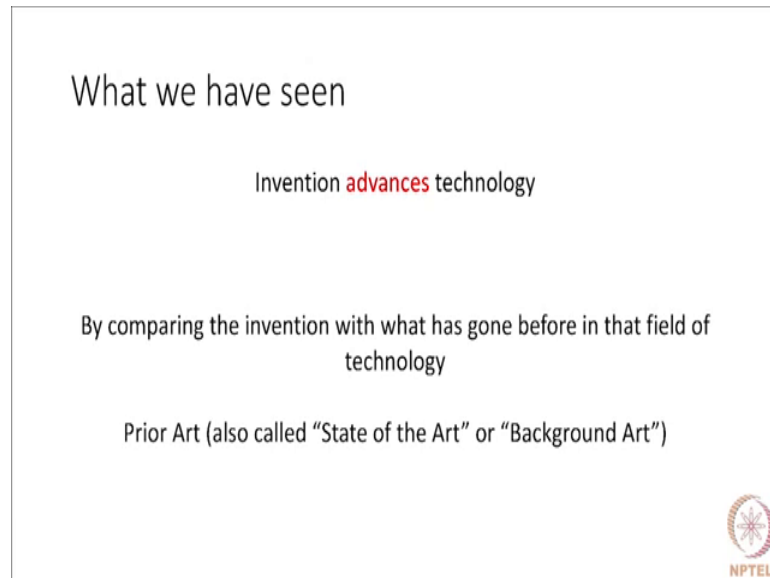 What we have seen
Invention advances technology
By comparing the invention with what has gone before in that field of
technology
Prior Art (also called “State of the Art” or “Background Art”)
NPTEL